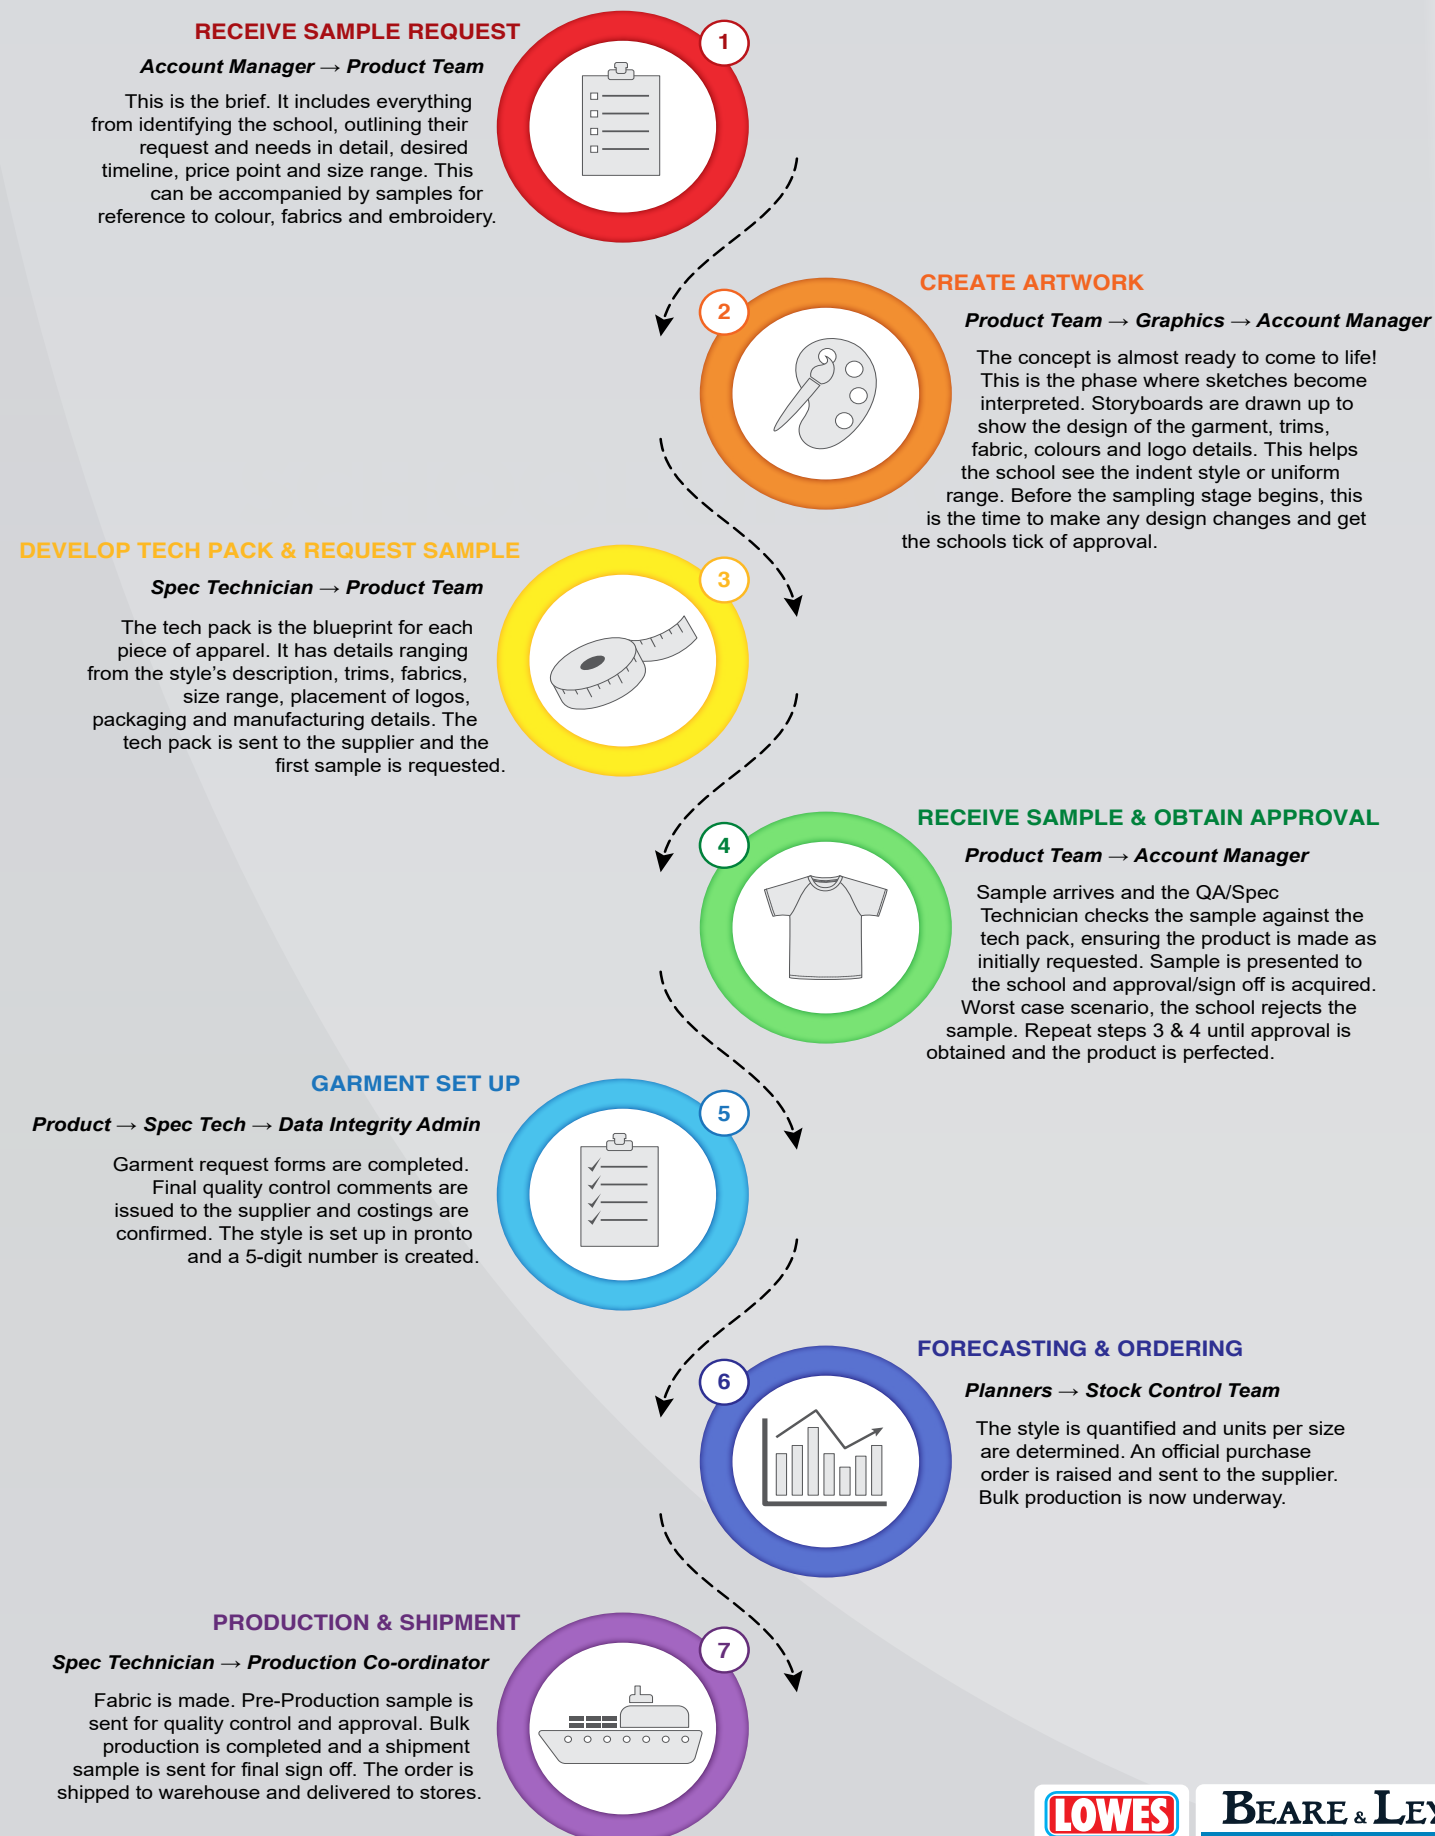 RECEIVE SAMPLE REQUEST
1
Account Manager → Product Team
This is the brief. It includes everything
from identifying the school, outlining their
request and needs in detail, desired
timeline, price point and size range. This
can be accompanied by samples for
reference to colour, fabrics and embroidery.
CREATE ARTWORK
2
Product Team → Graphics → Account Manager
The concept is almost ready to come to life!
This is the phase where sketches become
interpreted. Storyboards are drawn up to
show the design of the garment, trims,
fabric, colours and logo details. This helps
the school see the indent style or uniform
range. Before the sampling stage begins, this
is the time to make any design changes and get
the schools tick of approval.
DEVELOP TECH PACK & REQUEST SAMPLE
3
Spec Technician → Product Team
The tech pack is the blueprint for each
piece of apparel. It has details ranging
from the style's description, trims, fabrics,
size range, placement of logos,
packaging and manufacturing details. The
tech pack is sent to the supplier and the
first sample is requested.
RECEIVE SAMPLE & OBTAIN APPROVAL
4
Product Team → Account Manager
Sample arrives and the QA/Spec
Technician checks the sample against the
tech pack, ensuring the product is made as
initially requested. Sample is presented to
the school and approval/sign off is acquired.
Worst case scenario, the school rejects the
sample. Repeat steps 3 & 4 until approval is
obtained and the product is perfected.
GARMENT SET UP
5
Product → Spec Tech → Data Integrity Admin
Garment request forms are completed.
Final quality control comments are
issued to the supplier and costings are
confirmed. The style is set up in pronto
and a 5-digit number is created.
FORECASTING & ORDERING
6
Planners → Stock Control Team
The style is quantified and units per size
are determined. An official purchase
order is raised and sent to the supplier.
Bulk production is now underway.
PRODUCTION & SHIPMENT
7
Spec Technician → Production Co-ordinator
Fabric is made. Pre-Production sample is
sent for quality control and approval. Bulk
production is completed and a shipment
sample is sent for final sign off. The order is
shipped to warehouse and delivered to stores.
LOWES
BEARE & LEY